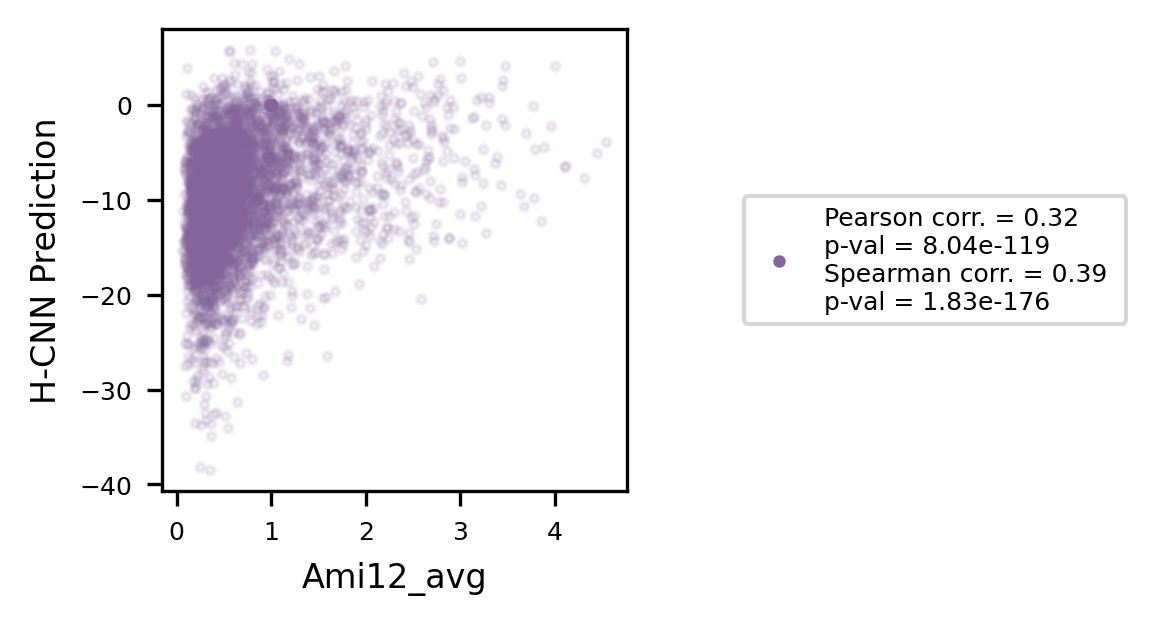 H-CNN Prediction
0
−10
−20
−30
−40
0 1 2 3 4
Ami12_avg
Pearson corr. = 0.32
p-val = 8.04e-119
Spearman corr. = 0.39
p-val = 1.83e-176